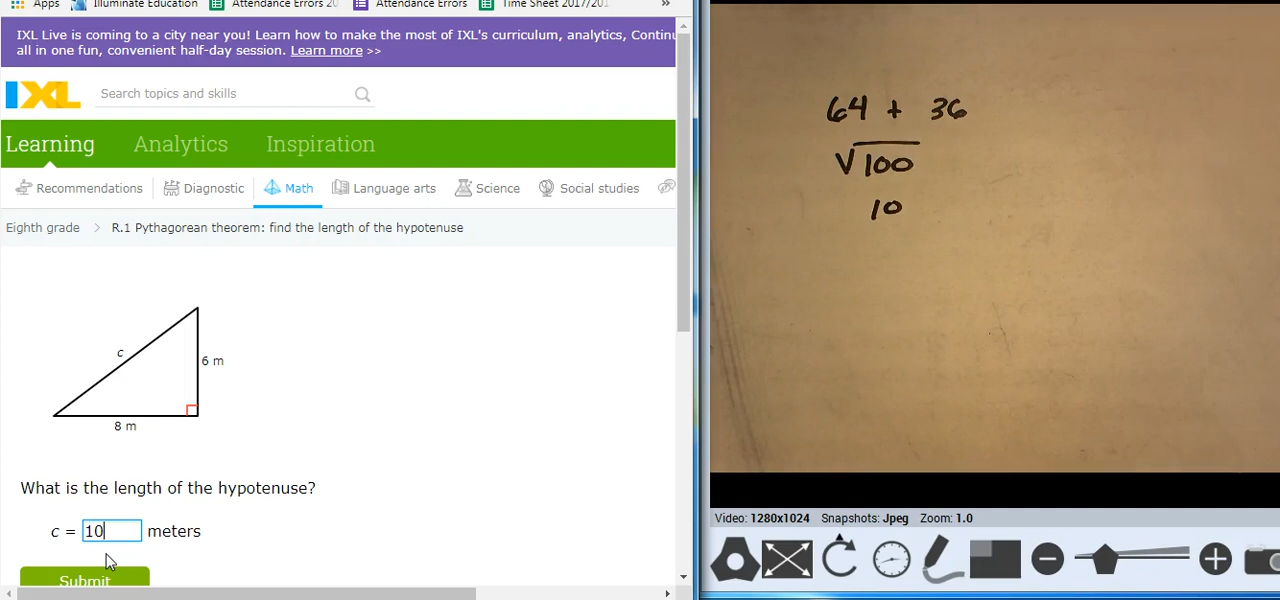 Apps Illuminate Education Attendance Errors 20 Attendance Errors Time Sheet 2017/201 »
IXL Live is coming to a city near you! Learn how to make the most of IXL's curriculum, analytics, Contin
all in one fun, convenient half-day session. Learn more >>
IXL Search topics and skills
Learning Analytics Inspiration
Recommendations Diagnostic Math Language arts Science Social studies
Eighth grade > R.1 Pythagorean theorem: find the length of the hypotenuse
c
6 m
8 m
What is the length of the hypotenuse?
c = 10 meters
Submit
64 + 36
√100
10
Video: 1280x1024 Snapshots: Jpeg Zoom: 1.0